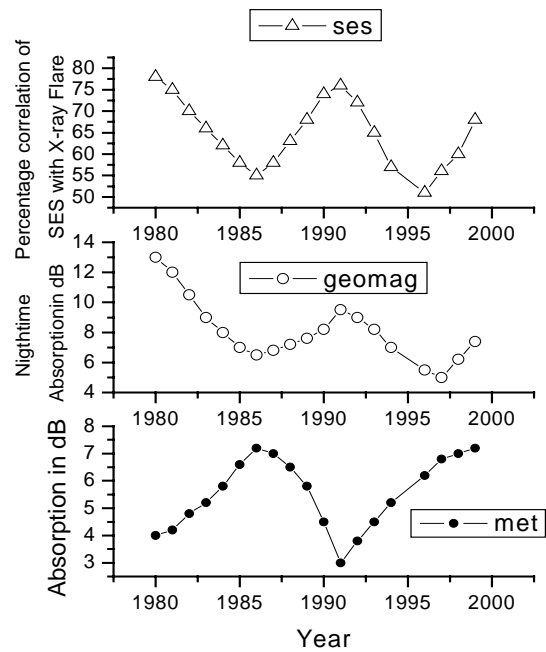 ses
Percentage correlation of
SES with X-ray Flare
80
75
70
65
60
55
50
1980 1985 1990 1995 2000
geomag
Nigthtime
Absorptionin dB
14
12
10
8
6
4
1980 1985 1990 1995 2000
met
Absorption in dB
8
7
6
5
4
3
1980 1985 1990 1995 2000
Year